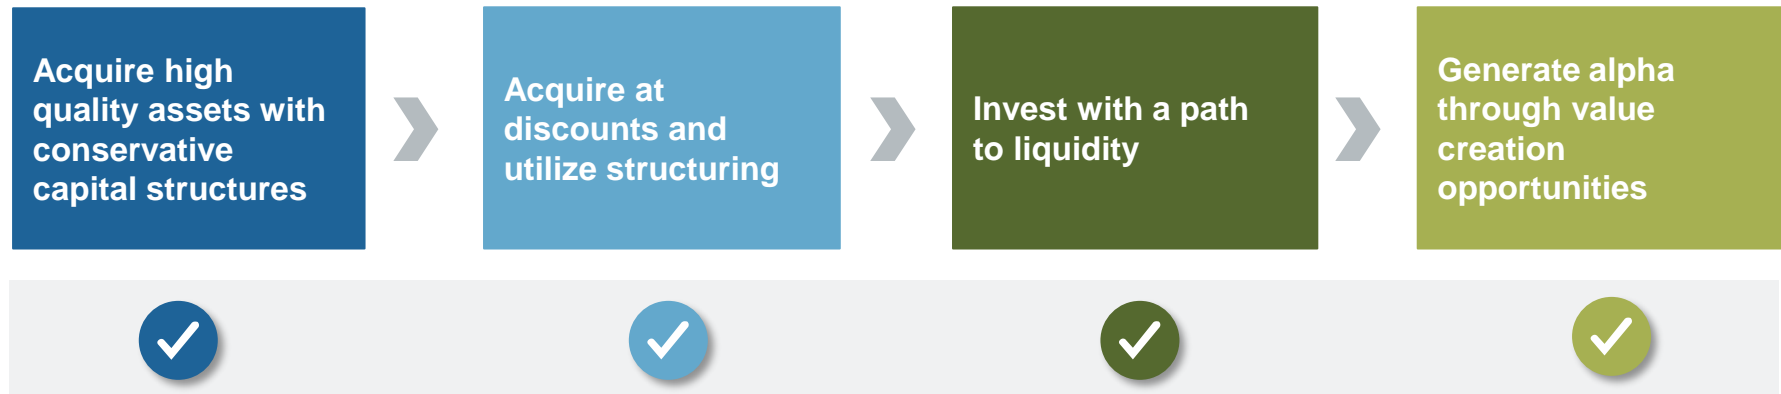 Acquire high
quality assets with
conservative
capital structures
Acquire at
discounts and
utilize structuring
Invest with a path
to liquidity
Generate alpha
through value
creation
opportunities